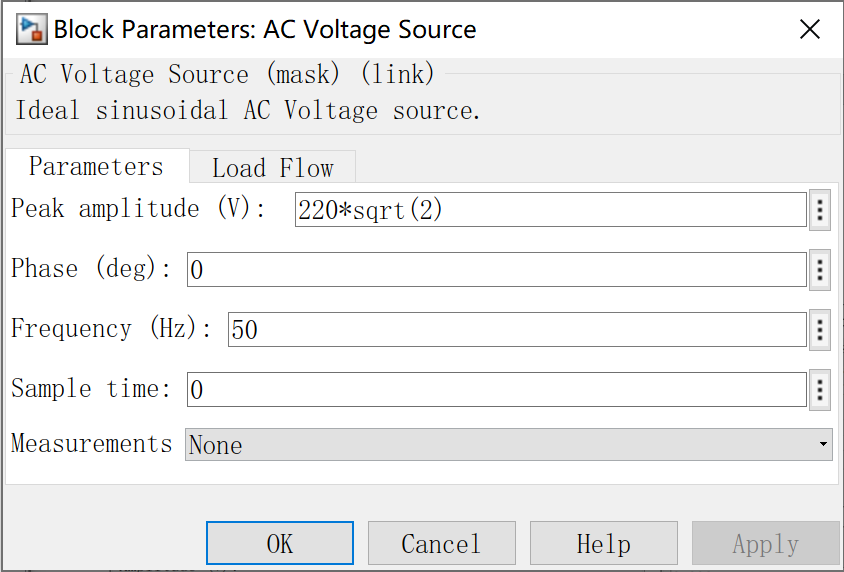 Block Parameters: AC Voltage Source
AC Voltage Source (mask) (link)
Ideal sinusoidal AC Voltage source.
Parameters Load Flow
Peak amplitude (V): 220*sqrt(2)
Phase (deg): 0
Frequency (Hz): 50
Sample time: 0
Measurements None
OK Cancel Help Apply